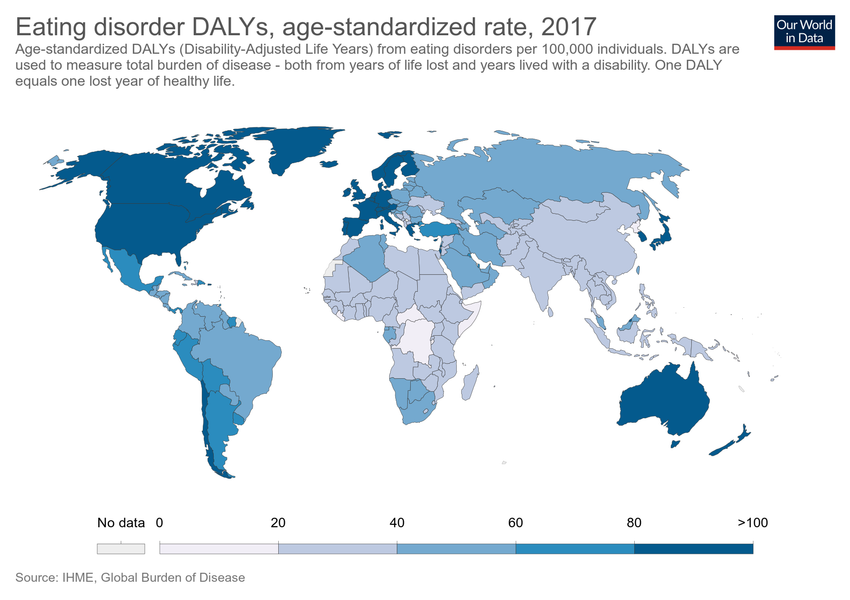 Eating disorder DALYs, age-standardized rate, 2017
Our World
in Data
Age-standardized DALYs (Disability-Adjusted Life Years) from eating disorders per 100,000 individuals. DALYs are
used to measure total burden of disease - both from years of life lost and years lived with a disability. One DALY
equals one lost year of healthy life.
No data 0 20 40 60 80 >100
Source: IHME, Global Burden of Disease